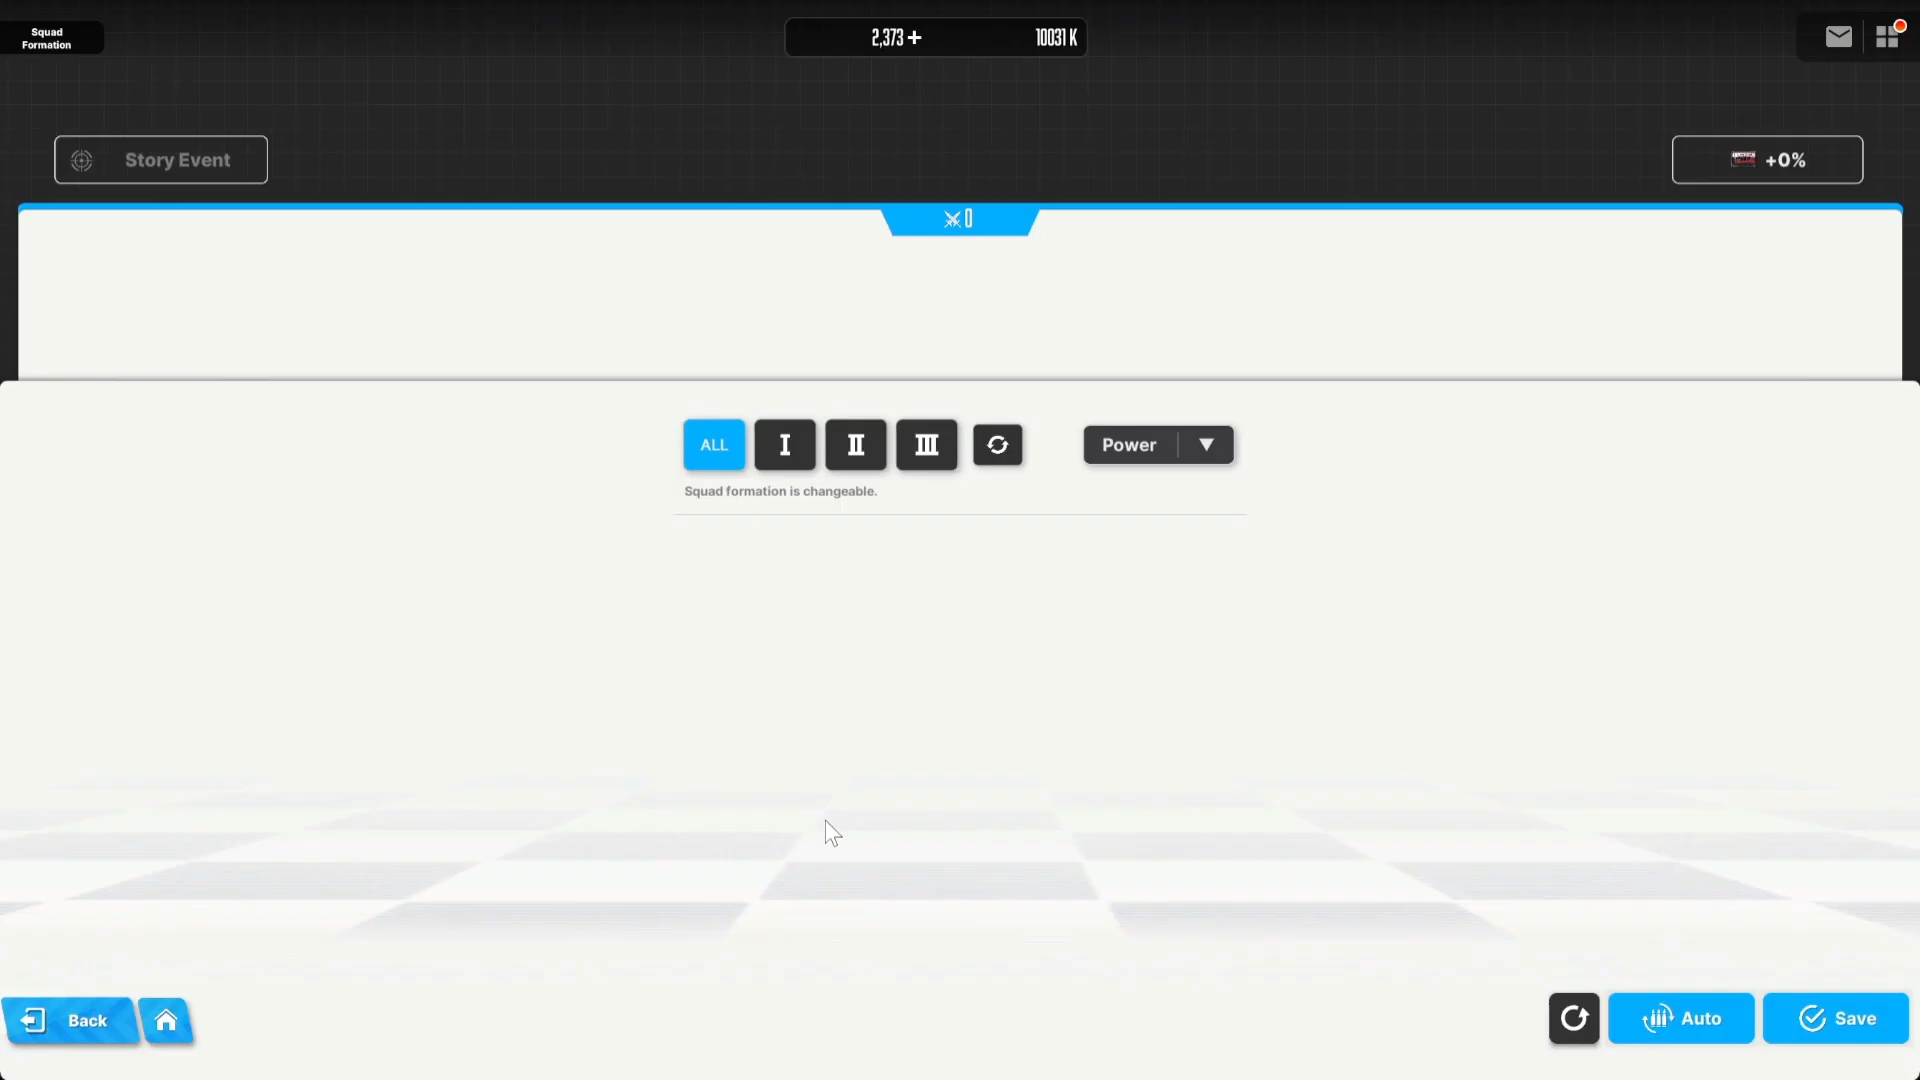 Squad
Formation
2,373 +
10031 K
Story Event
+0%
0
ALL
I
II
III
Power
Squad formation is changeable.
Back
Auto
Save